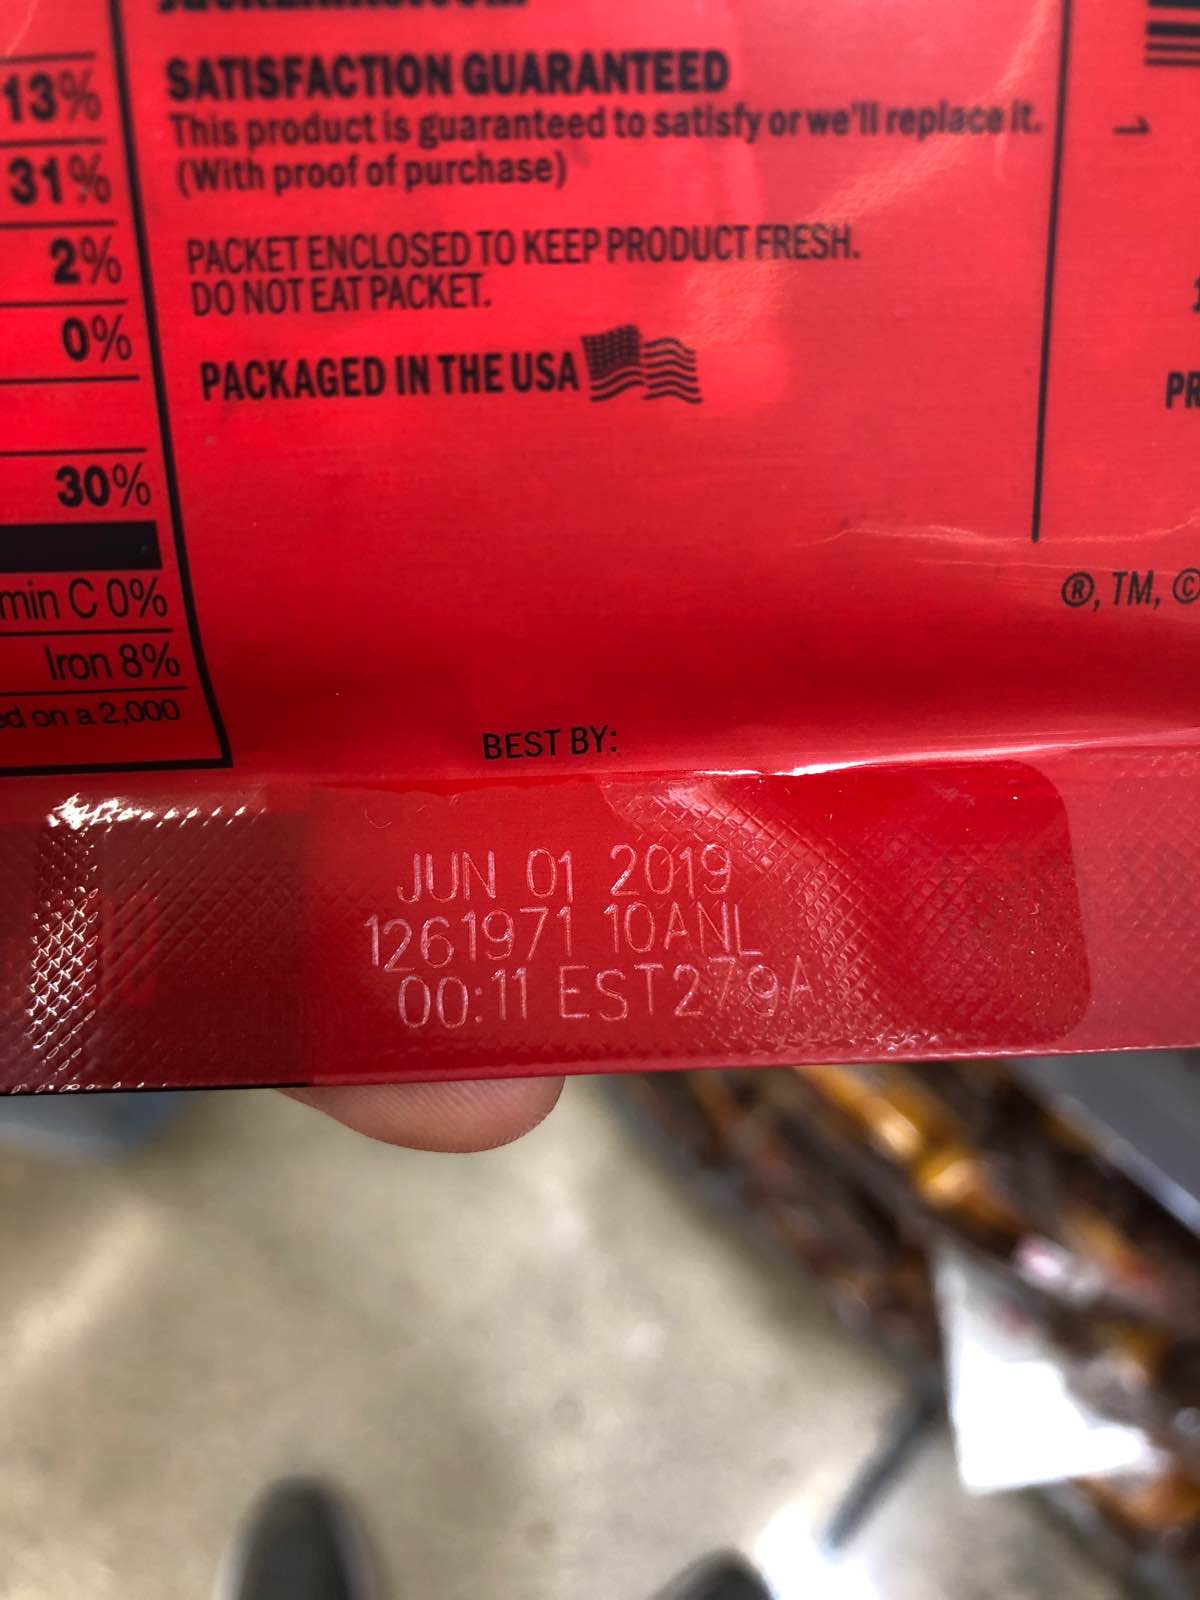 13%
31%
2%
0%
30%
min C 0%
Iron 8%
ed on a 2,000
SATISFACTION GUARANTEED
This product is guaranteed to satisfy or we'll replace it.
(With proof of purchase)
PACKET ENCLOSED TO KEEP PRODUCT FRESH.
DO NOT EAT PACKET.
PACKAGED IN THE USA
BEST BY:
JUN 01 2019
1261971 10ANL
00:11 EST279A
1
PR
®, TM, ©